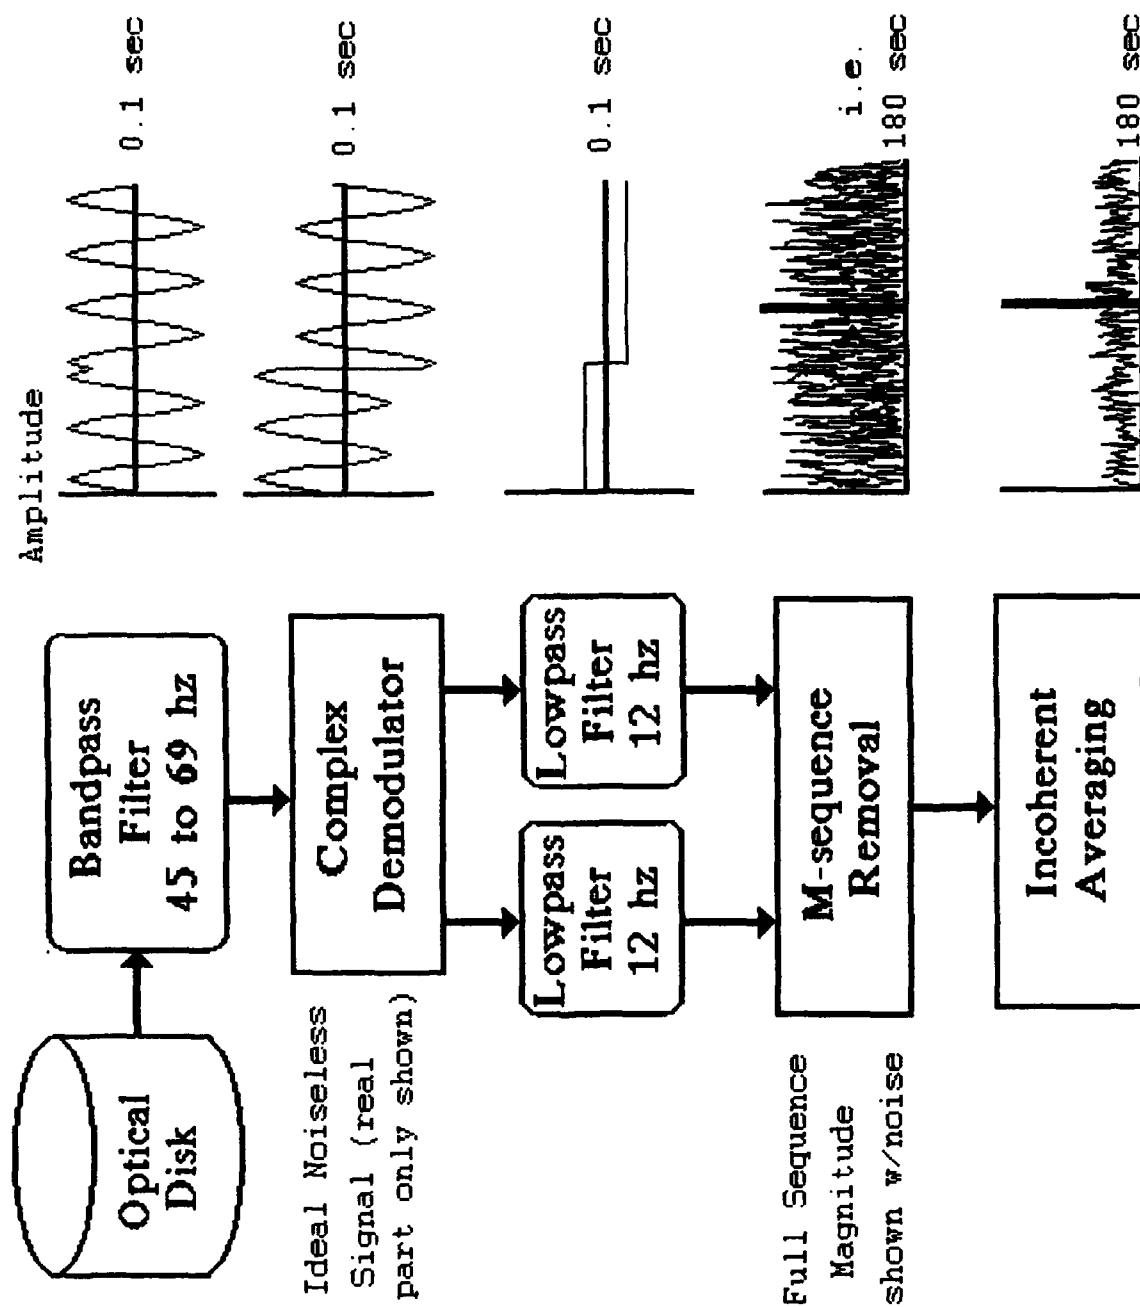 Amplitude
Optical
Disk
Bandpass
Filter
45 to 69 hz
0.1 sec
Ideal Noiseless
Signal (real
part only shown)
Complex
Demodulator
0.1 sec
Lowpass
Filter
12 hz
Lowpass
Filter
12 hz
0.1 sec
Full Sequence
Magnitude
shown w/noise
M-sequence
Removal
i.e.
180 sec
Incoherent
Averaging
180 sec